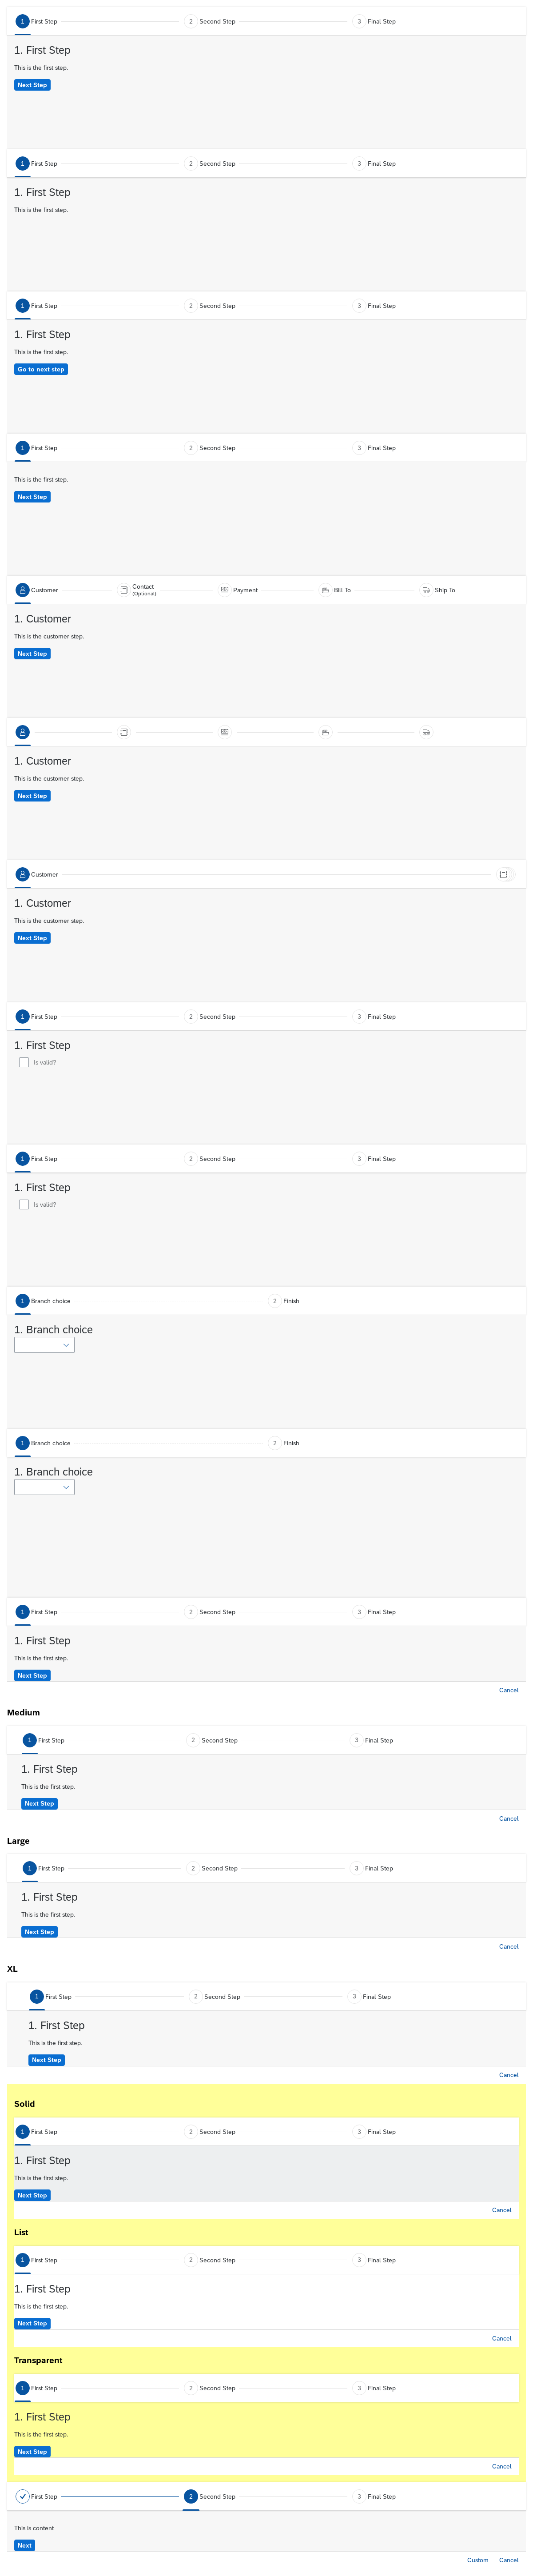 1 First Step 2 Second Step 3 Final Step
1. First Step
This is the first step.
Next Step
1 First Step 2 Second Step 3 Final Step
1. First Step
This is the first step.
1 First Step 2 Second Step 3 Final Step
1. First Step
This is the first step.
Go to next step
1 First Step 2 Second Step 3 Final Step
This is the first step.
Next Step
Customer Contact (Optional) Payment Bill To Ship To
1. Customer
This is the customer step.
Next Step
1. Customer
This is the customer step.
Next Step
Customer
1. Customer
This is the customer step.
Next Step
1 First Step 2 Second Step 3 Final Step
1. First Step
Is valid?
1 First Step 2 Second Step 3 Final Step
1. First Step
Is valid?
1 Branch choice 2 Finish
1. Branch choice
1 Branch choice 2 Finish
1. Branch choice
1 First Step 2 Second Step 3 Final Step
1. First Step
This is the first step.
Next Step
Cancel
Medium
1 First Step 2 Second Step 3 Final Step
1. First Step
This is the first step.
Next Step
Cancel
Large
1 First Step 2 Second Step 3 Final Step
1. First Step
This is the first step.
Next Step
Cancel
XL
1 First Step 2 Second Step 3 Final Step
1. First Step
This is the first step.
Next Step
Cancel
Solid
1 First Step 2 Second Step 3 Final Step
1. First Step
This is the first step.
Next Step
Cancel
List
1 First Step 2 Second Step 3 Final Step
1. First Step
This is the first step.
Next Step
Cancel
Transparent
1 First Step 2 Second Step 3 Final Step
1. First Step
This is the first step.
Next Step
Cancel
First Step 2 Second Step 3 Final Step
This is content
Next
Custom Cancel